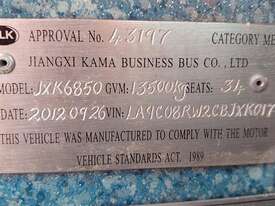 LK APPROVAL No. 43197 CATEGORY ME
JIANGXI KAMA BUSINESS BUS CO., LTD
MODEL: JXK6850 GVM: 13500kg SEATS: 34
DATE: 20120926 VIN: LA9C08RW2CBJXK017
THIS VEHICLE WAS MANUFACTURED TO COMPLY WITH THE MOTOR
VEHICLE STANDARDS ACT. 1989